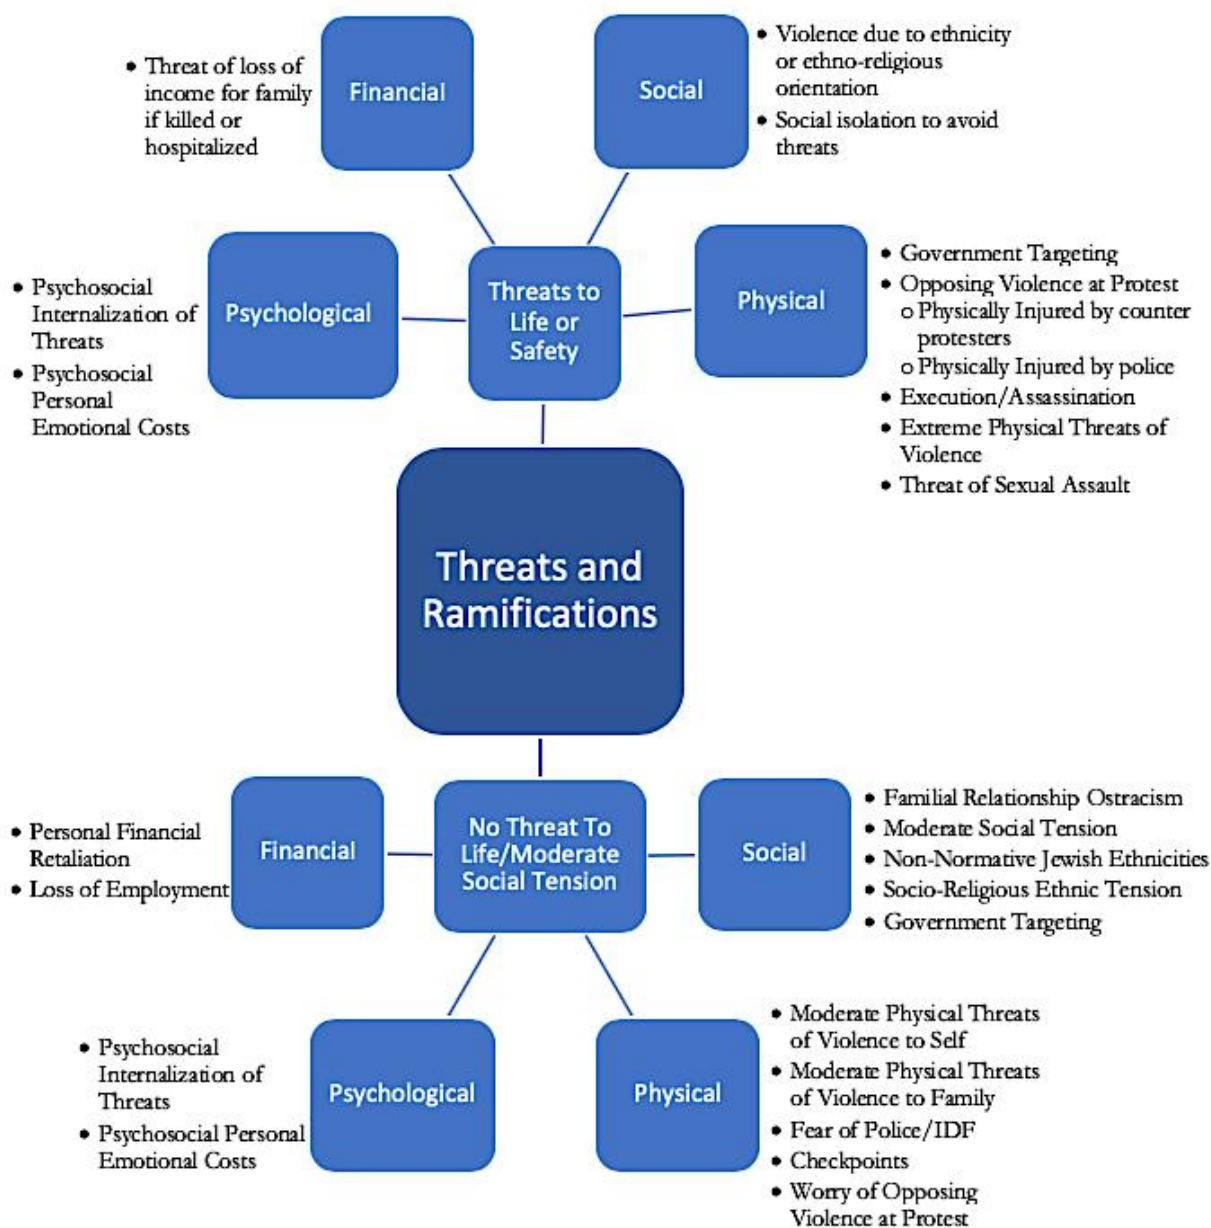 • Threat of loss of
income for family
if killed or
hospitalized
Financial
Social
• Violence due to ethnicity
or ethno-religious
orientation
• Social isolation to avoid
threats
• Psychosocial
Internalization of
Threats
• Psychosocial
Personal
Emotional Costs
Psychological
Threats to
Life or
Safety
Physical
• Government Targeting
• Opposing Violence at Protest
o Physically Injured by counter
protesters
o Physically Injured by police
• Execution/Assassination
• Extreme Physical Threats of
Violence
• Threat of Sexual Assault
Threats and
Ramifications
• Personal Financial
Retaliation
• Loss of Employment
Financial
No Threat To
Life/Moderate
Social Tension
Social
• Familial Relationship Ostracism
• Moderate Social Tension
• Non-Normative Jewish Ethnicities
• Socio-Religious Ethnic Tension
• Government Targeting
• Psychosocial
Internalization of
Threats
• Psychosocial Personal
Emotional Costs
Psychological
Physical
• Moderate Physical Threats
of Violence to Self
• Moderate Physical Threats
of Violence to Family
• Fear of Police/IDF
• Checkpoints
• Worry of Opposing
Violence at Protest